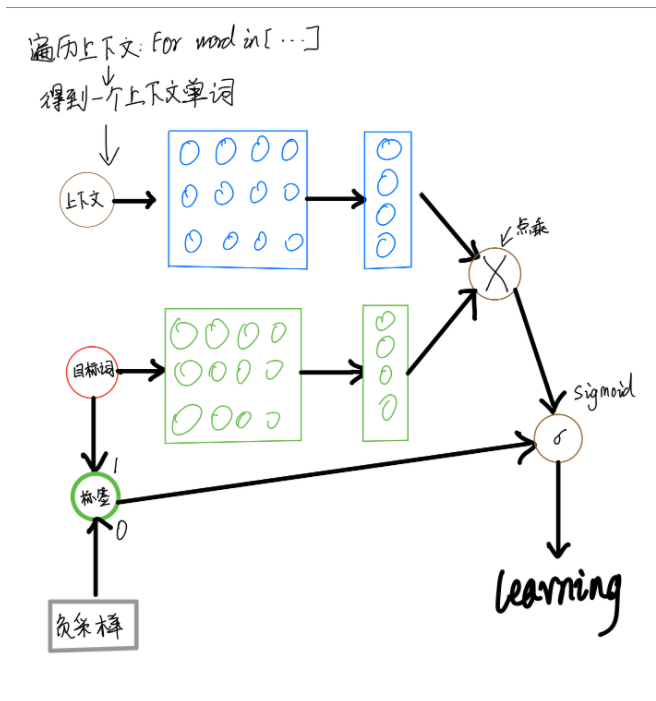 遍历上下文: For word in [ ··· ]
得到一个上下文单词
上下文
点乘
X
目标词
sigmoid
σ
1
标签
0
learning
负采样